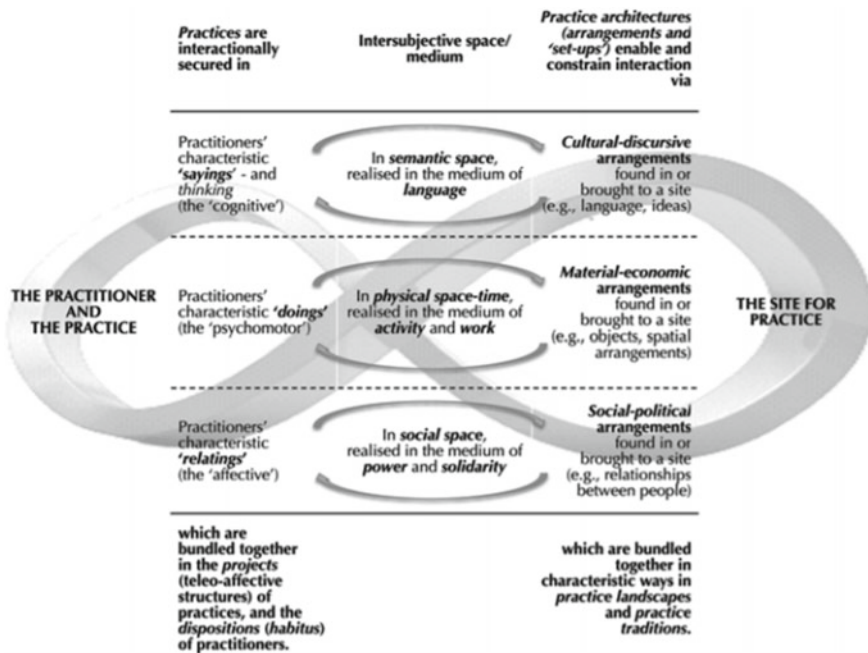 Practices are
interactionally
secured in
Intersubjective space/
medium
Practice architectures
(arrangements and
‘set-ups’) enable and
constrain interaction
via
Practitioners’
characteristic
‘sayings’ - and
thinking
(the ‘cognitive’)
In semantic space,
realised in the medium of
language
Cultural-discursive
arrangements
found in or
brought to a site
(e.g., language, ideas)
THE PRACTITIONER
AND
THE PRACTICE
Practitioners’
characteristic ‘doings’
(the ‘psychomotor’)
In physical space-time,
realised in the medium of
activity and work
Material-economic
arrangements
found in or
brought to a site
(e.g., objects, spatial
arrangements)
THE SITE FOR
PRACTICE
Practitioners’
characteristic
‘relatings’
(the ‘affective’)
In social space,
realised in the medium of
power and solidarity
Social-political
arrangements
found in or
brought to a site
(e.g., relationships
between people)
which are
bundled together
in the projects
(teleo-affective
structures) of
practices, and the
dispositions (habitus)
of practitioners.
which are bundled
together in
characteristic ways in
practice landscapes
and practice
traditions.